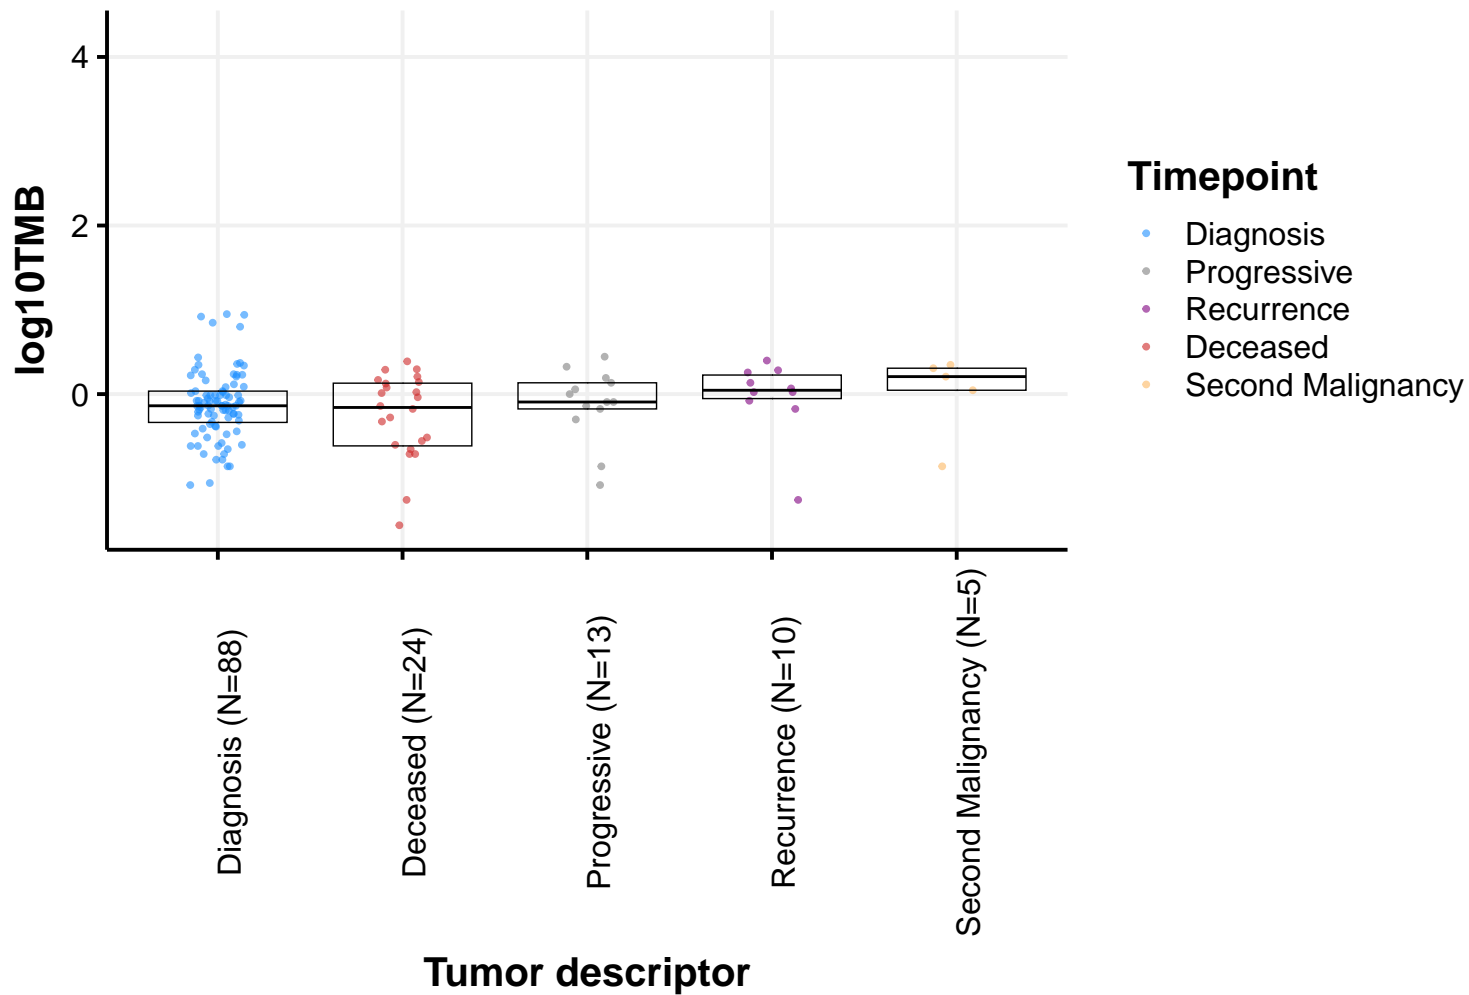 4
2
0
log10TMB
Diagnosis (N=88)
Deceased (N=24)
Progressive (N=13)
Recurrence (N=10)
Second Malignancy (N=5)
Tumor descriptor
Timepoint
Diagnosis
Progressive
Recurrence
Deceased
Second Malignancy